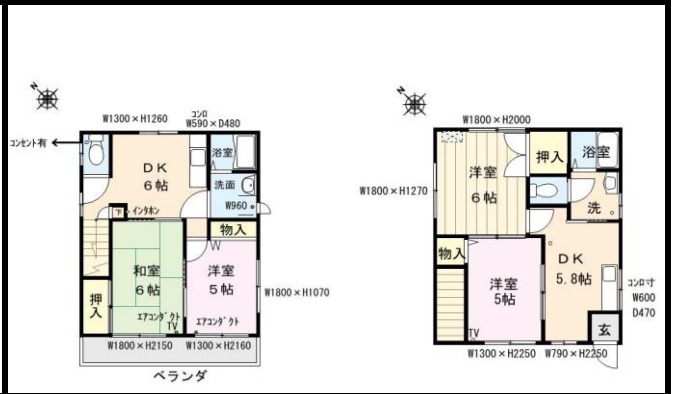 N
W1300×H1260
コンロ
W590×D480
コンセント有
DK
6帖
浴室
洗面
W960
下
インタホン
物入
W
和室
6帖
洋室
5帖
W1800×H1070
押入
エアコンダクト
TV
エアコンダクト
W1800×H2150
W1300×H2160
ベランダ
N
W1800×H2000
洋室
6帖
押入
浴室
W1800×H1270
洗
物入
DK
5.8帖
洋室
5帖
コンロ寸
W600
D470
TV
玄
W1300×H2250
W790×H2250